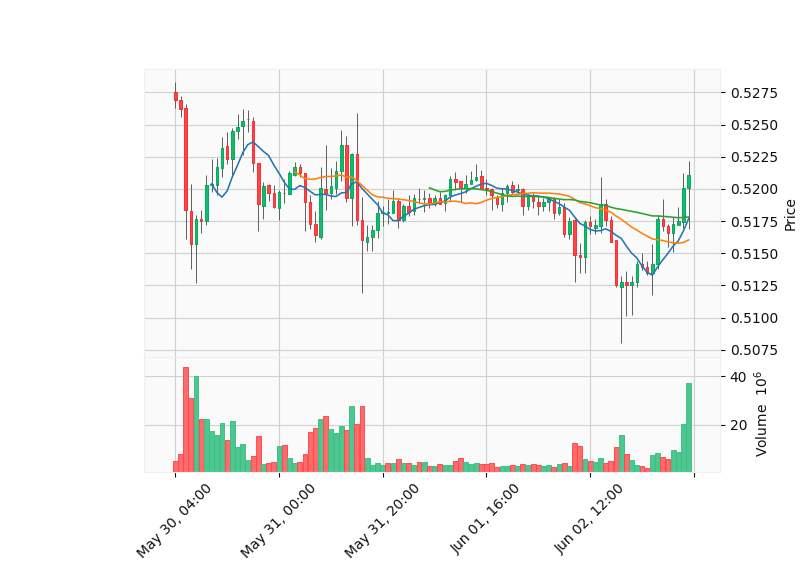 0.5275
0.5250
0.5225
0.5200
0.5175
0.5150
0.5125
0.5100
0.5075
Price
40
20
Volume 10^6
May 30, 04:00
May 31, 00:00
May 31, 20:00
Jun 01, 16:00
Jun 02, 12:00